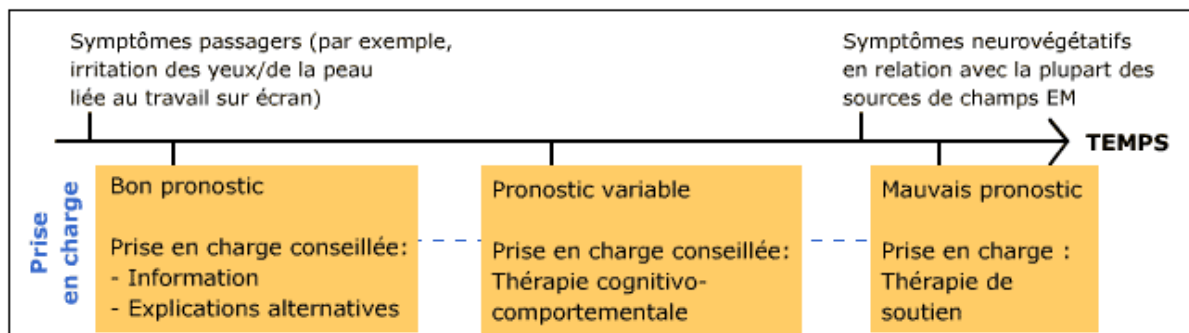 Symptômes passagers (par exemple,
irritation des yeux/de la peau
liée au travail sur écran)
Symptômes neurovégétatifs
en relation avec la plupart des
sources de champs EM
TEMPS
Prise
en charge
Bon pronostic
Prise en charge conseillée:
- Information
- Explications alternatives
Pronostic variable
Prise en charge conseillée:
Thérapie cognitivo-
comportementale
Mauvais pronostic
Prise en charge :
Thérapie de
soutien